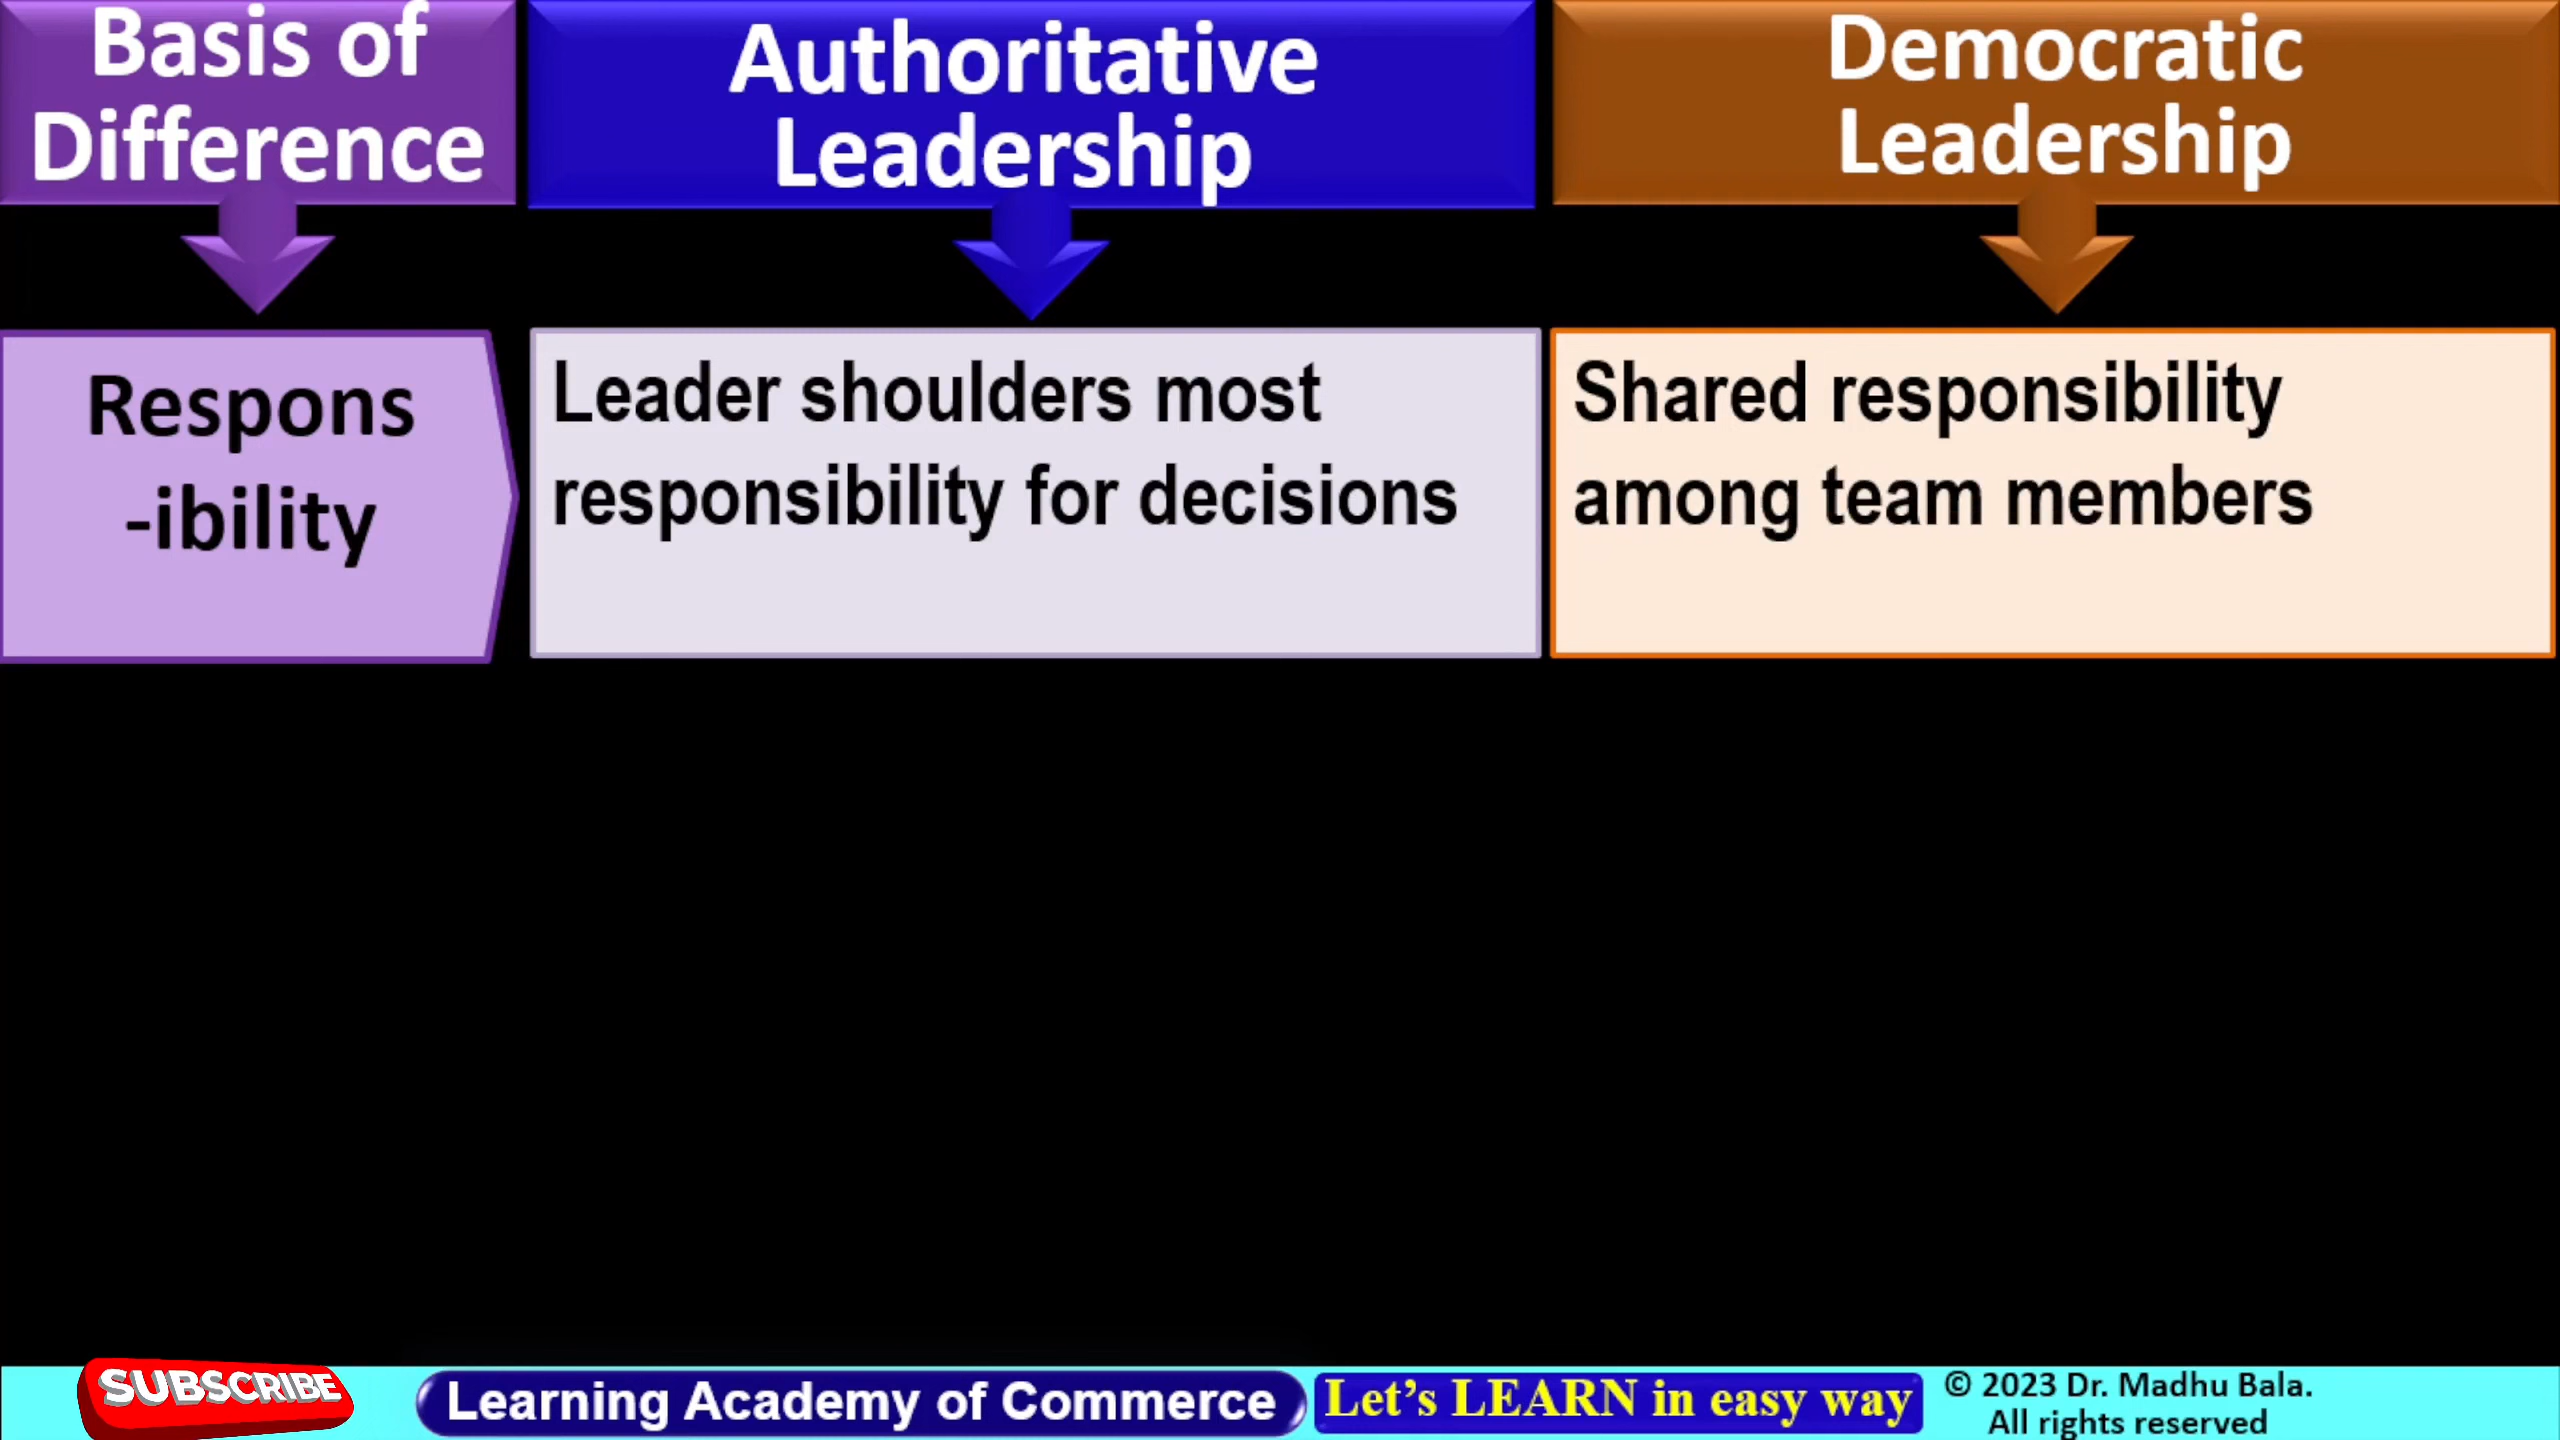 Basis of
Difference
Authoritative
Leadership
Democratic
Leadership
Respons
-ibility
Leader shoulders most
responsibility for decisions
Shared responsibility
among team members
SUBSCRIBE
Learning Academy of Commerce
Let’s LEARN in easy way
© 2023 Dr. Madhu Bala.
All rights reserved